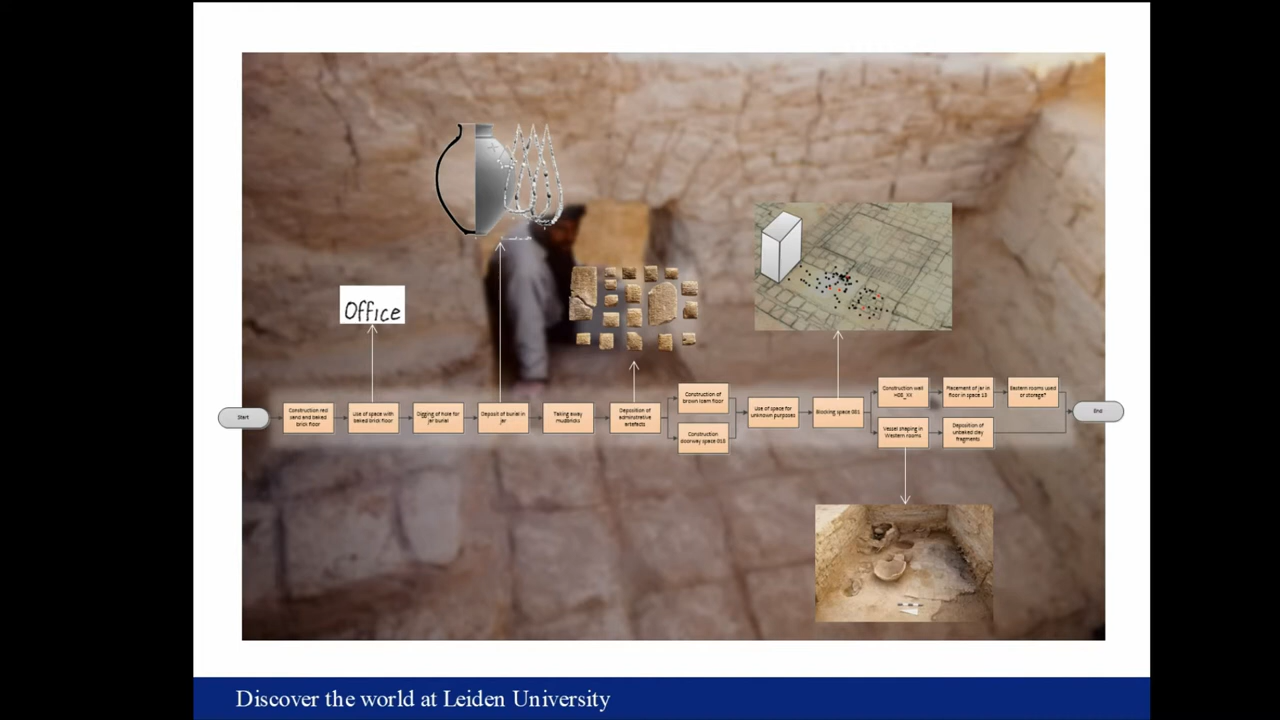 Office
Start
Construction red
sand and baked
brick floor
Use of space with
baked brick floor
Digging of hole for
jar burial
Deposit of burial in
jar
Taking away
mudbricks
Deposition of
administrative
artefacts
Construction of
brown loam floor
Construction
doorway space 010
Use of space for
unknown purposes
Blocking space 001
Construction wall
Vessel shaping in
Western rooms
Placement of jar in
floor in space 13
Deposition of
unbaked clay
fragments
Eastern rooms used
or storage?
End
Discover the world at Leiden University